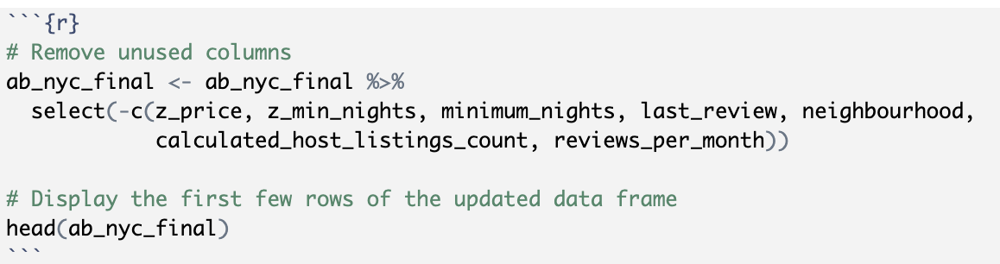 ```{r}
# Remove unused columns
ab_nyc_final <- ab_nyc_final %>%
  select(-c(z_price, z_min_nights, minimum_nights, last_review, neighbourhood,
            calculated_host_listings_count, reviews_per_month))

# Display the first few rows of the updated data frame
head(ab_nyc_final)
```